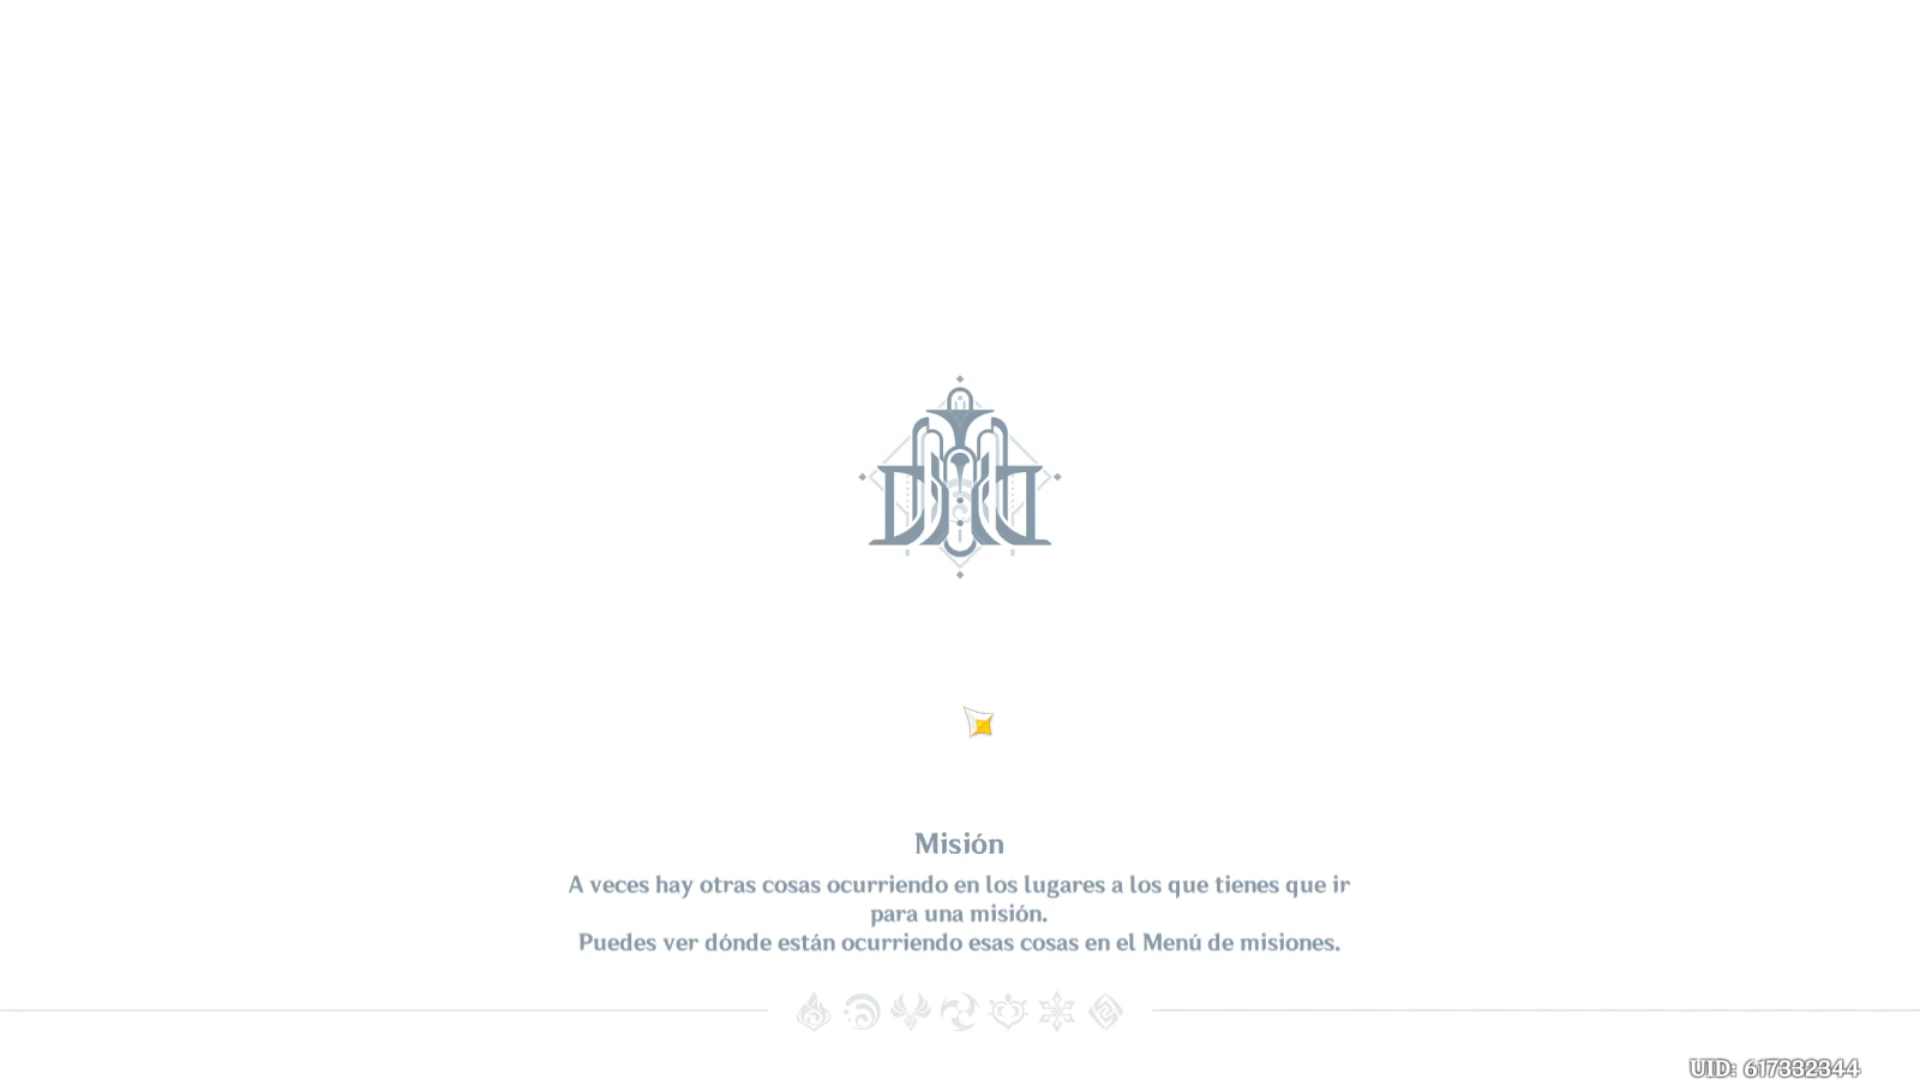 Misión
A veces hay otras cosas ocurriendo en los lugares a los que tienes que ir
para una misión.
Puedes ver dónde están ocurriendo esas cosas en el Menú de misiones.
UID: 617332344